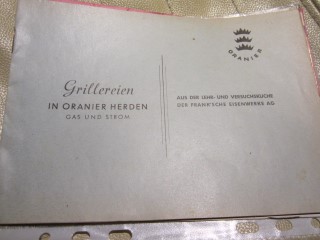 ORANIER
Grillereien
IN ORANIER HERDEN
GAS UND STROM
AUS DER LEHR- UND VERSUCHSKÜCHE
DER FRANK'SCHE EISENWERKE AG